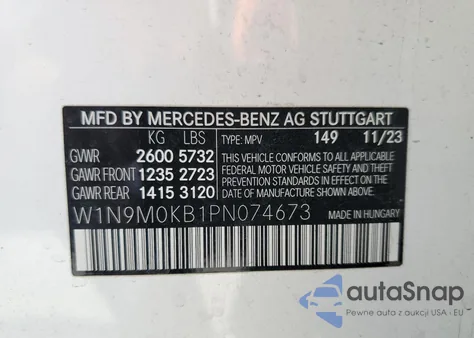 MFD BY MERCEDES-BENZ AG STUTTGART
KG LBS TYPE: MPV 149 11/23
GVWR 2600 5732
GAWR FRONT 1235 2723
GAWR REAR 1415 3120
THIS VEHICLE CONFORMS TO ALL APPLICABLE
FEDERAL MOTOR VEHICLE SAFETY AND
THEFT PREVENTION STANDARDS IN EFFECT
ON THE DATE OF MANUFACTURE SHOWN ABOVE.
W1N9M0KB1PN074673 MADE IN HUNGARY
autoSnap
Pewne auta z aukcji USA - EU